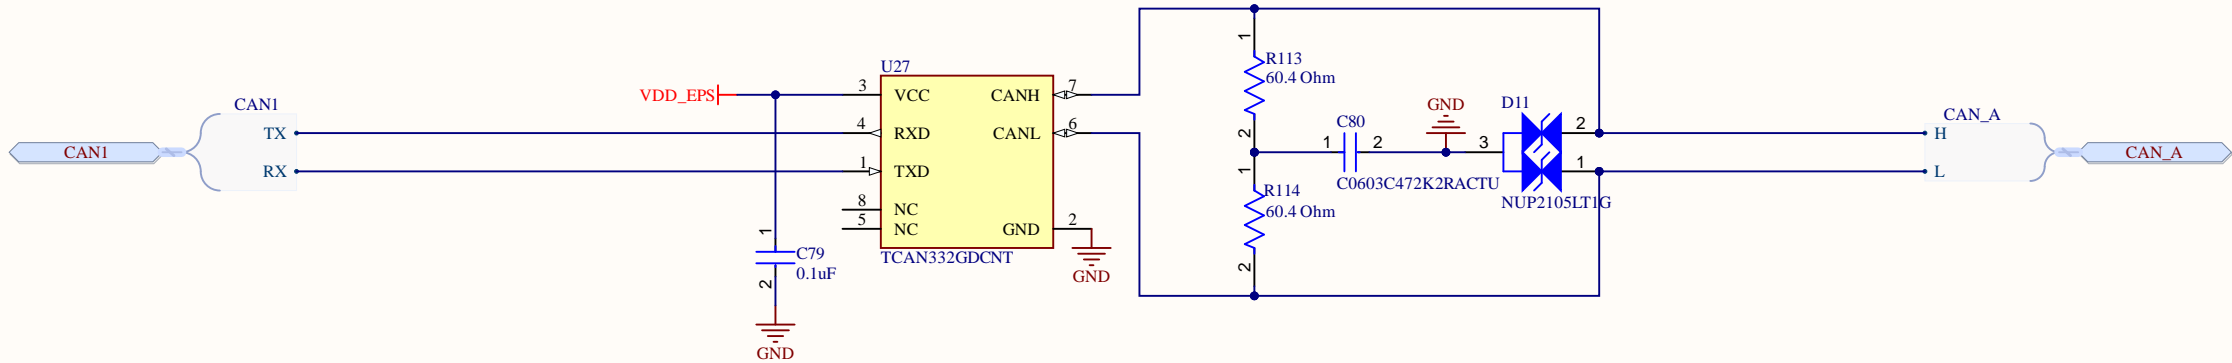 CAN1
CAN1
TX
RX
VDD_EPS
C79
0.1uF
1
2
GND
U27
3 VCC
4 RXD
1 TXD
8 NC
5 NC
CANH 7
CANL 6
GND 2
TCAN332GDCNT
GND
1
R113
60.4 Ohm
2
1
R114
60.4 Ohm
2
C80
1 2
C0603C472K2RACTU
GND
D11
3
2
1
NUP2105LT1G
CAN_A
H
L
CAN_A